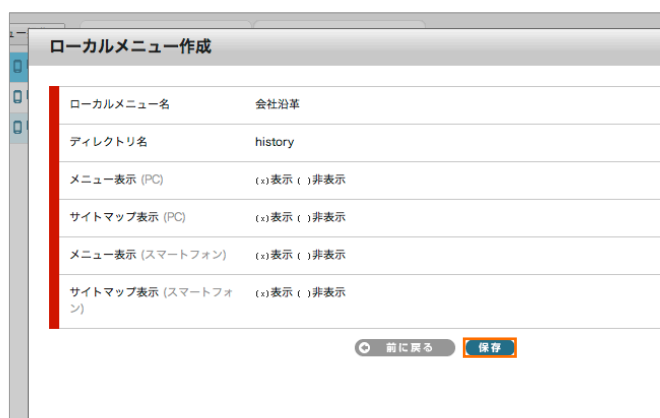 ローカルメニュー作成
ローカルメニュー名 会社沿革
ディレクトリ名 history
メニュー表示 (PC) (x)表示 ( )非表示
サイトマップ表示 (PC) (x)表示 ( )非表示
メニュー表示 (スマートフォン) (x)表示 ( )非表示
サイトマップ表示 (スマートフォ (x)表示 ( )非表示
ン)
前に戻る 保存